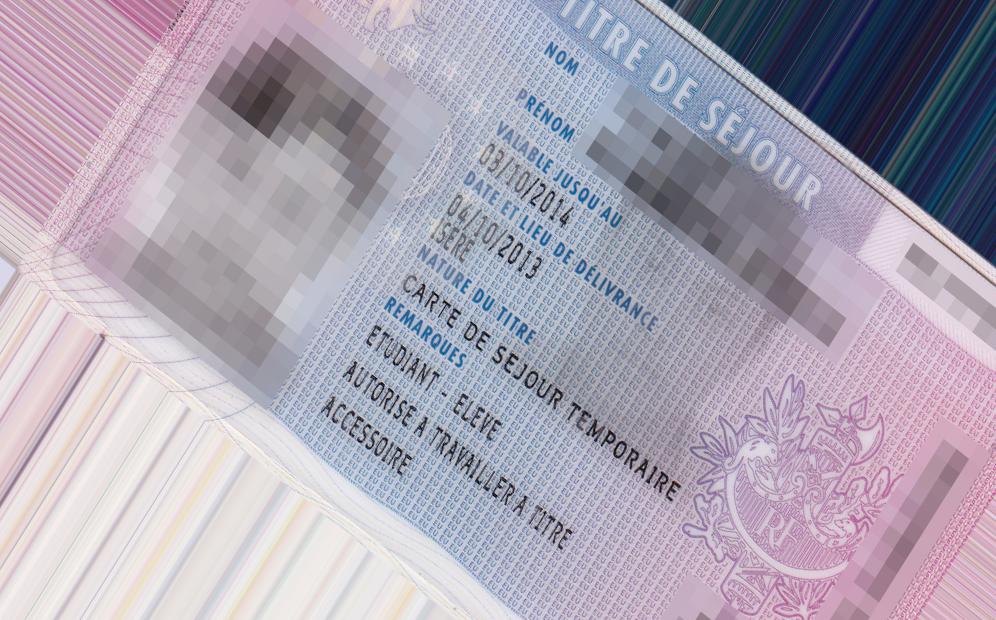 TITRE DE SÉJOUR
NOM
PRÉNOM
VALABLE JUSQU'AU
03/10/2014
DATE ET LIEU DE DÉLIVRANCE
04/10/2013
ISERE
NATURE DU TITRE
CARTE DE SEJOUR TEMPORAIRE
REMARQUES
ETUDIANT - ELEVE
AUTORISE A TRAVAILLER A TITRE
ACCESSOIRE
RF